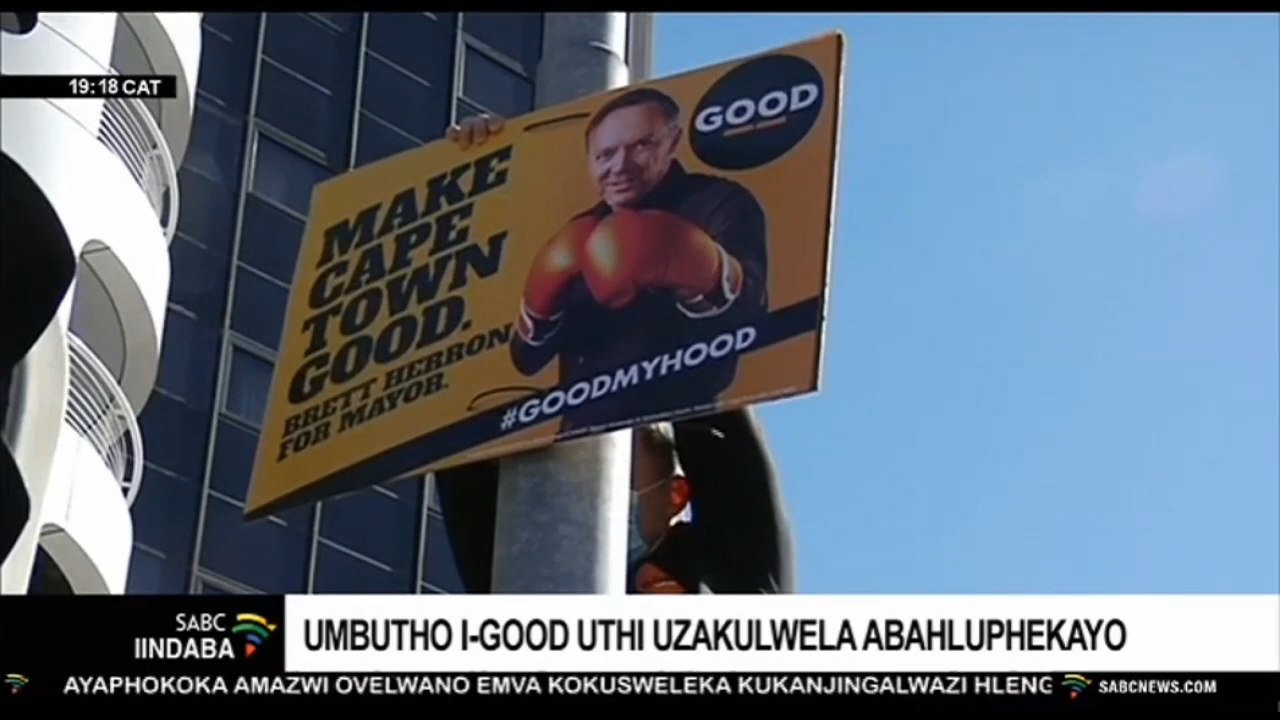 19:18 CAT
GOOD
MAKE
CAPE
TOWN
GOOD.
BRETT HERRON
FOR MAYOR.
#GOODMYHOOD
SABC
IINDABA
UMBUTHO I-GOOD UTHI UZAKULWELA ABAHLUPHEKAYO
AYAPHOKOKA AMAZWI OVELWANO EMVA KOKUSWELEKA KUKANJINGALWAZI HLENG
SABCNEWS.COM